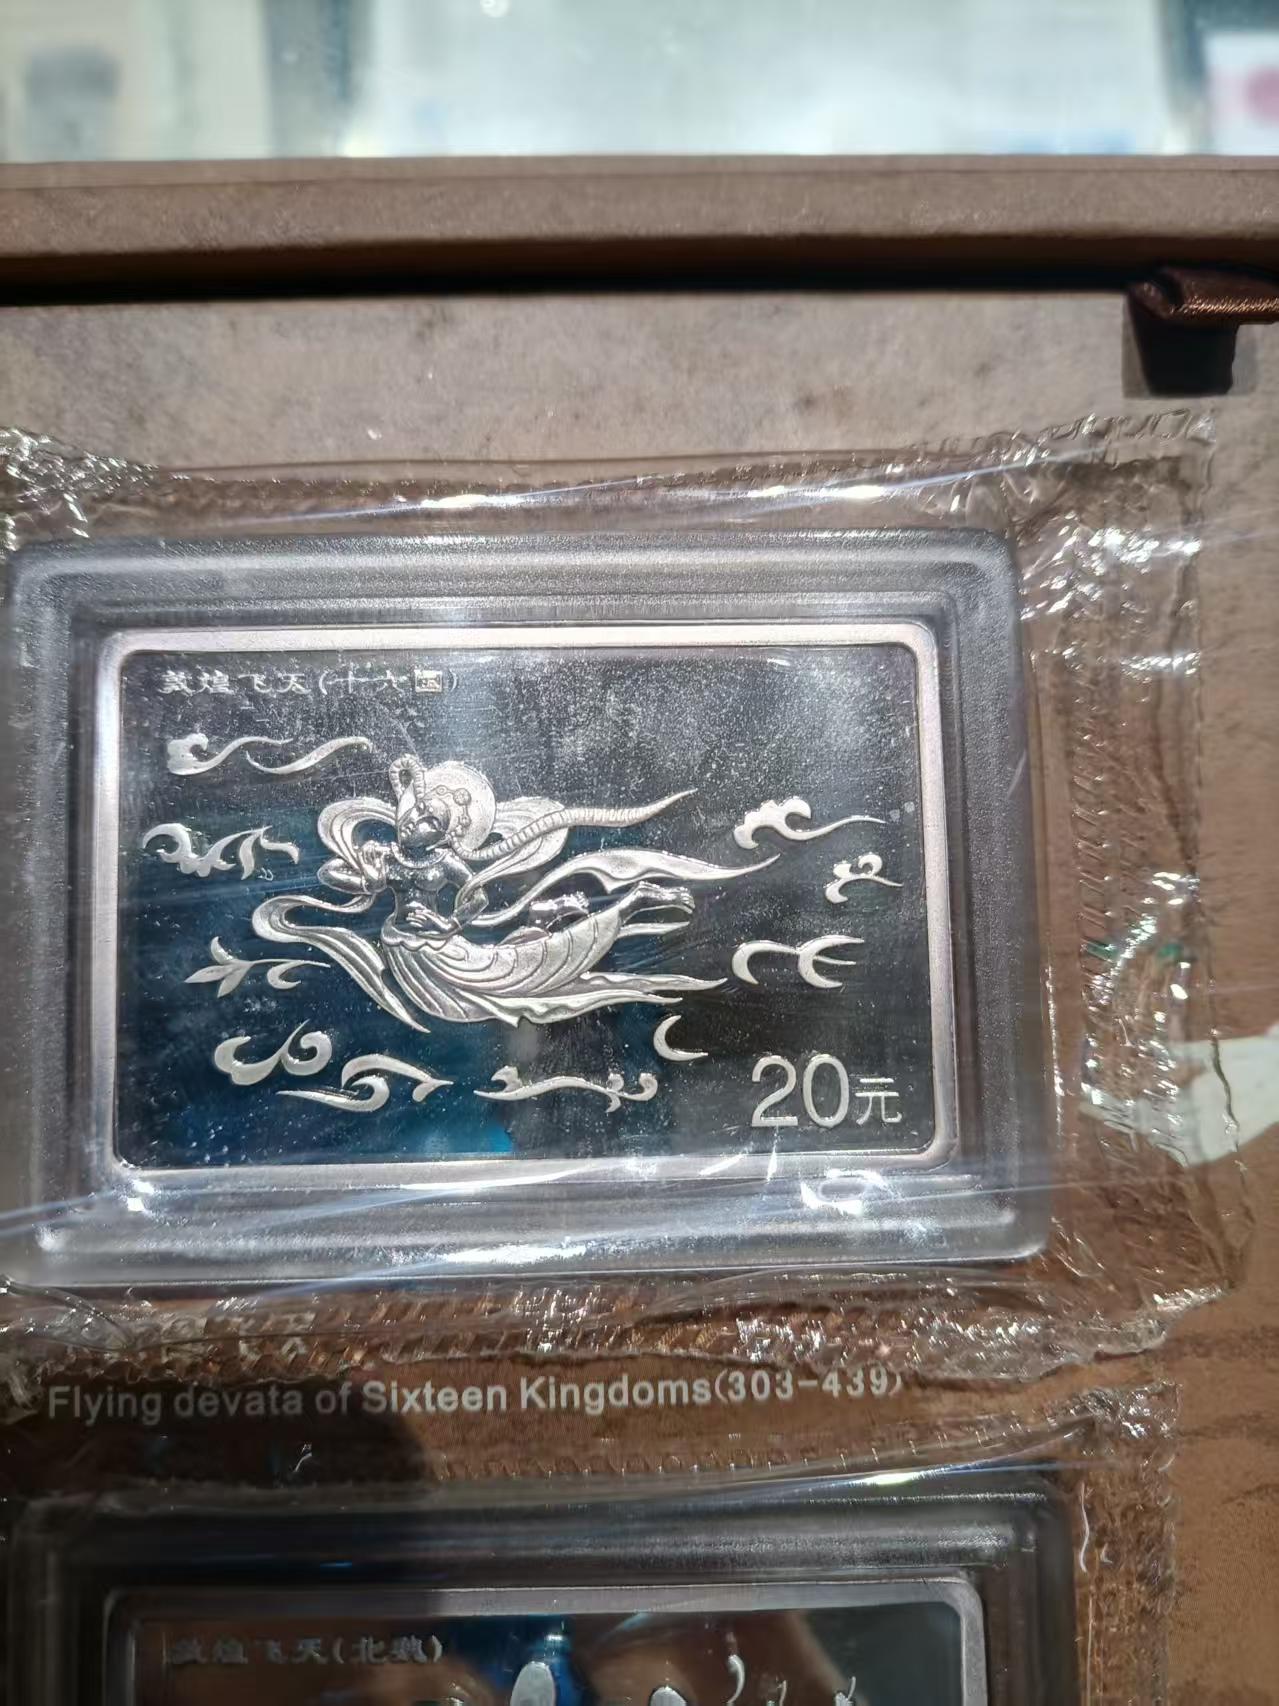 敦煌飞天(十六国)
20元
Flying devata of Sixteen Kingdoms(303-439)
敦煌飞天(北魏)